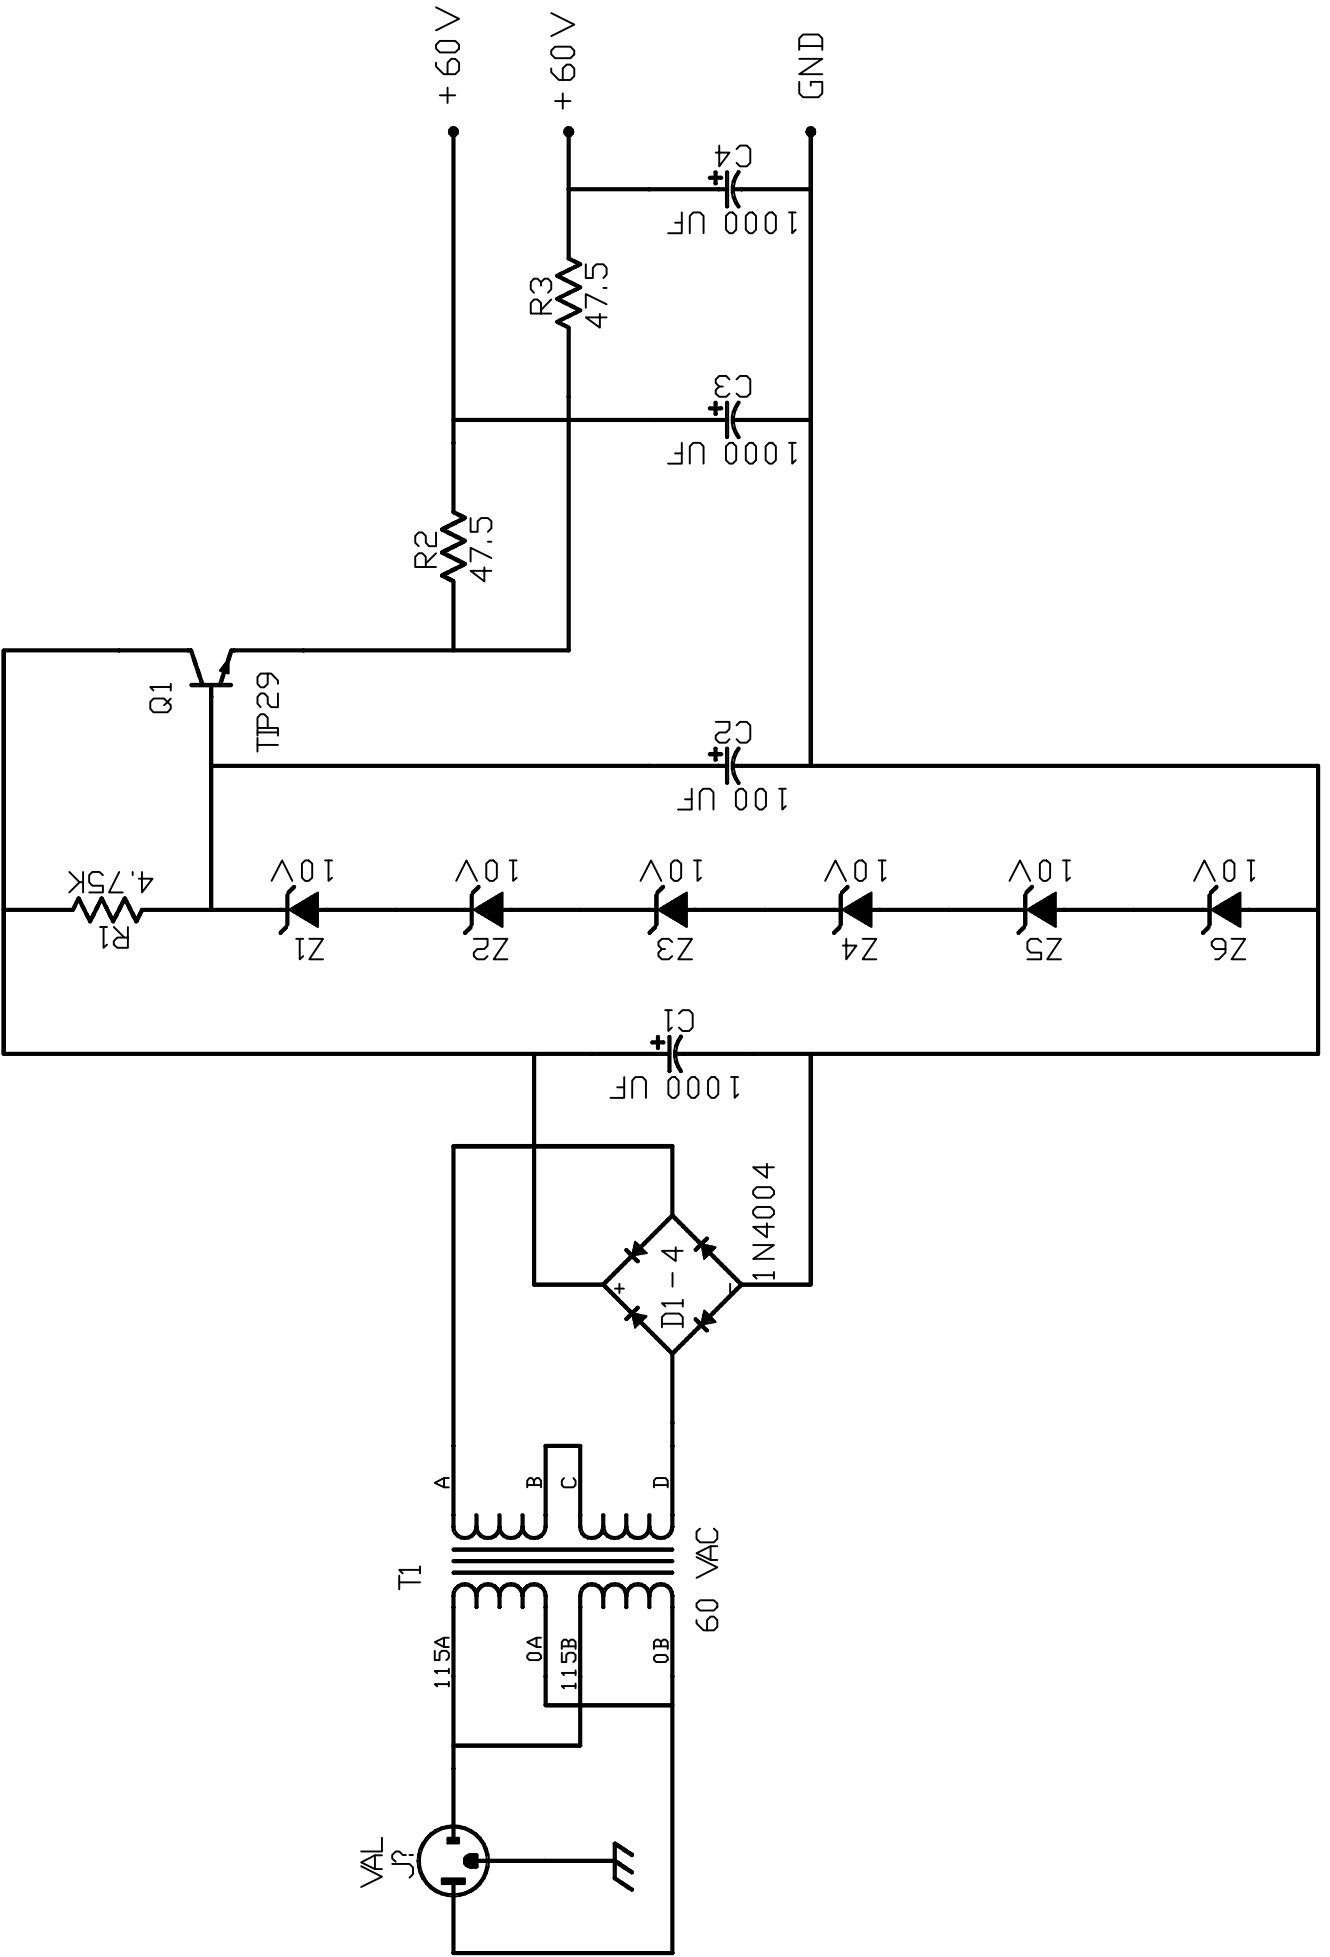 VAL
J?
T1
60 VAC
115A
0A
115B
0B
A
B
C
D
D1-4
1N4004
+
-
C1
+
1000 UF
R1
4.75K
Z1
10V
Z2
10V
Z3
10V
Z4
10V
Z5
10V
Z6
10V
C2
+
100 UF
Q1
TIP29
R2
47.5
R3
47.5
C3
+
1000 UF
C4
+
1000 UF
+60V
+60V
GND